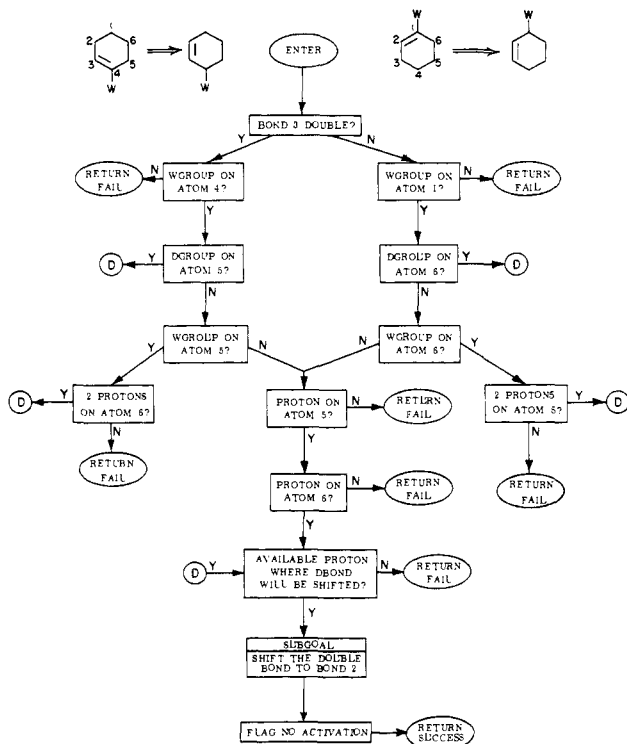 W
1
2
6
3
5
4
W
W
ENTER
W
1
2
6
3
5
4
W
BOND 3 DOUBLE?
Y
N
RETURN
FAIL
N
WGROUP ON
ATOM 4?
WGROUP ON
ATOM 1?
N
RETURN
FAIL
Y
Y
D
Y
DGROUP ON
ATOM 5?
DGROUP ON
ATOM 6?
Y
D
N
N
WGROUP ON
ATOM 5?
WGROUP ON
ATOM 6?
Y
N
N
Y
D
Y
2 PROTONS
ON ATOM 6?
PROTON ON
ATOM 5?
N
RETURN
FAIL
2 PROTONS
ON ATOM 5?
Y
D
N
Y
N
RETURN
FAIL
PROTON ON
ATOM 6?
N
RETURN
FAIL
RETURN
FAIL
Y
D
Y
AVAILABLE PROTON
WHERE DBOND
WILL BE SHIFTED?
N
RETURN
FAIL
Y
SUBGOAL
SHIFT THE DOUBLE
BOND TO BOND 2
FLAG NO ACTIVATION
RETURN
SUCCESS